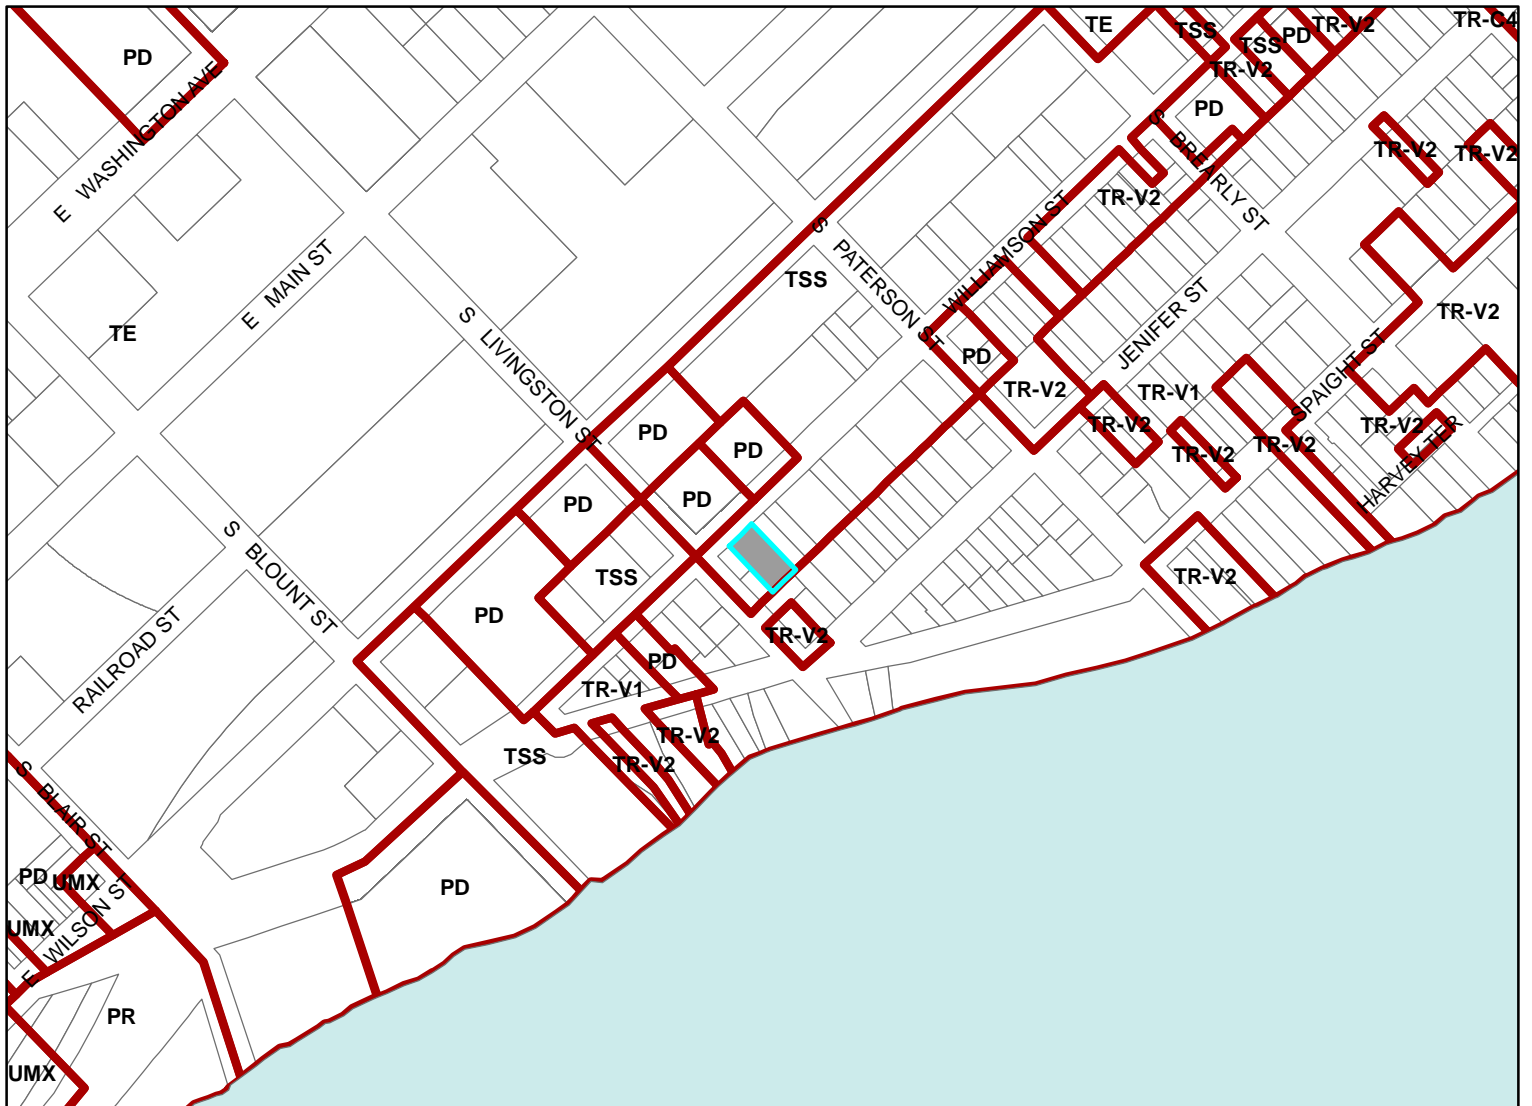 TE
TSS
TSS
PD
TR-V2
TR-C4
PD
TR-V2
PD
E WASHINGTON AVE
S BREARLY ST
TR-V2
TR-V2
TR-V2
E MAIN ST
S PATERSON ST
TSS
WILLIAMSON ST
TE
S LIVINGSTON ST
JENIFER ST
TR-V2
PD
SPAIGHT ST
TR-V2
TR-V1
PD
PD
TR-V2
TR-V2
TR-V2
TR-V2
HARVEY TER
PD
PD
S BLOUNT ST
TSS
TR-V2
PD
TR-V2
RAILROAD ST
PD
TR-V1
TR-V2
TSS
TR-V2
S BLAIR ST
PD
UMX
PD
UMX
E WILSON ST
PR
UMX